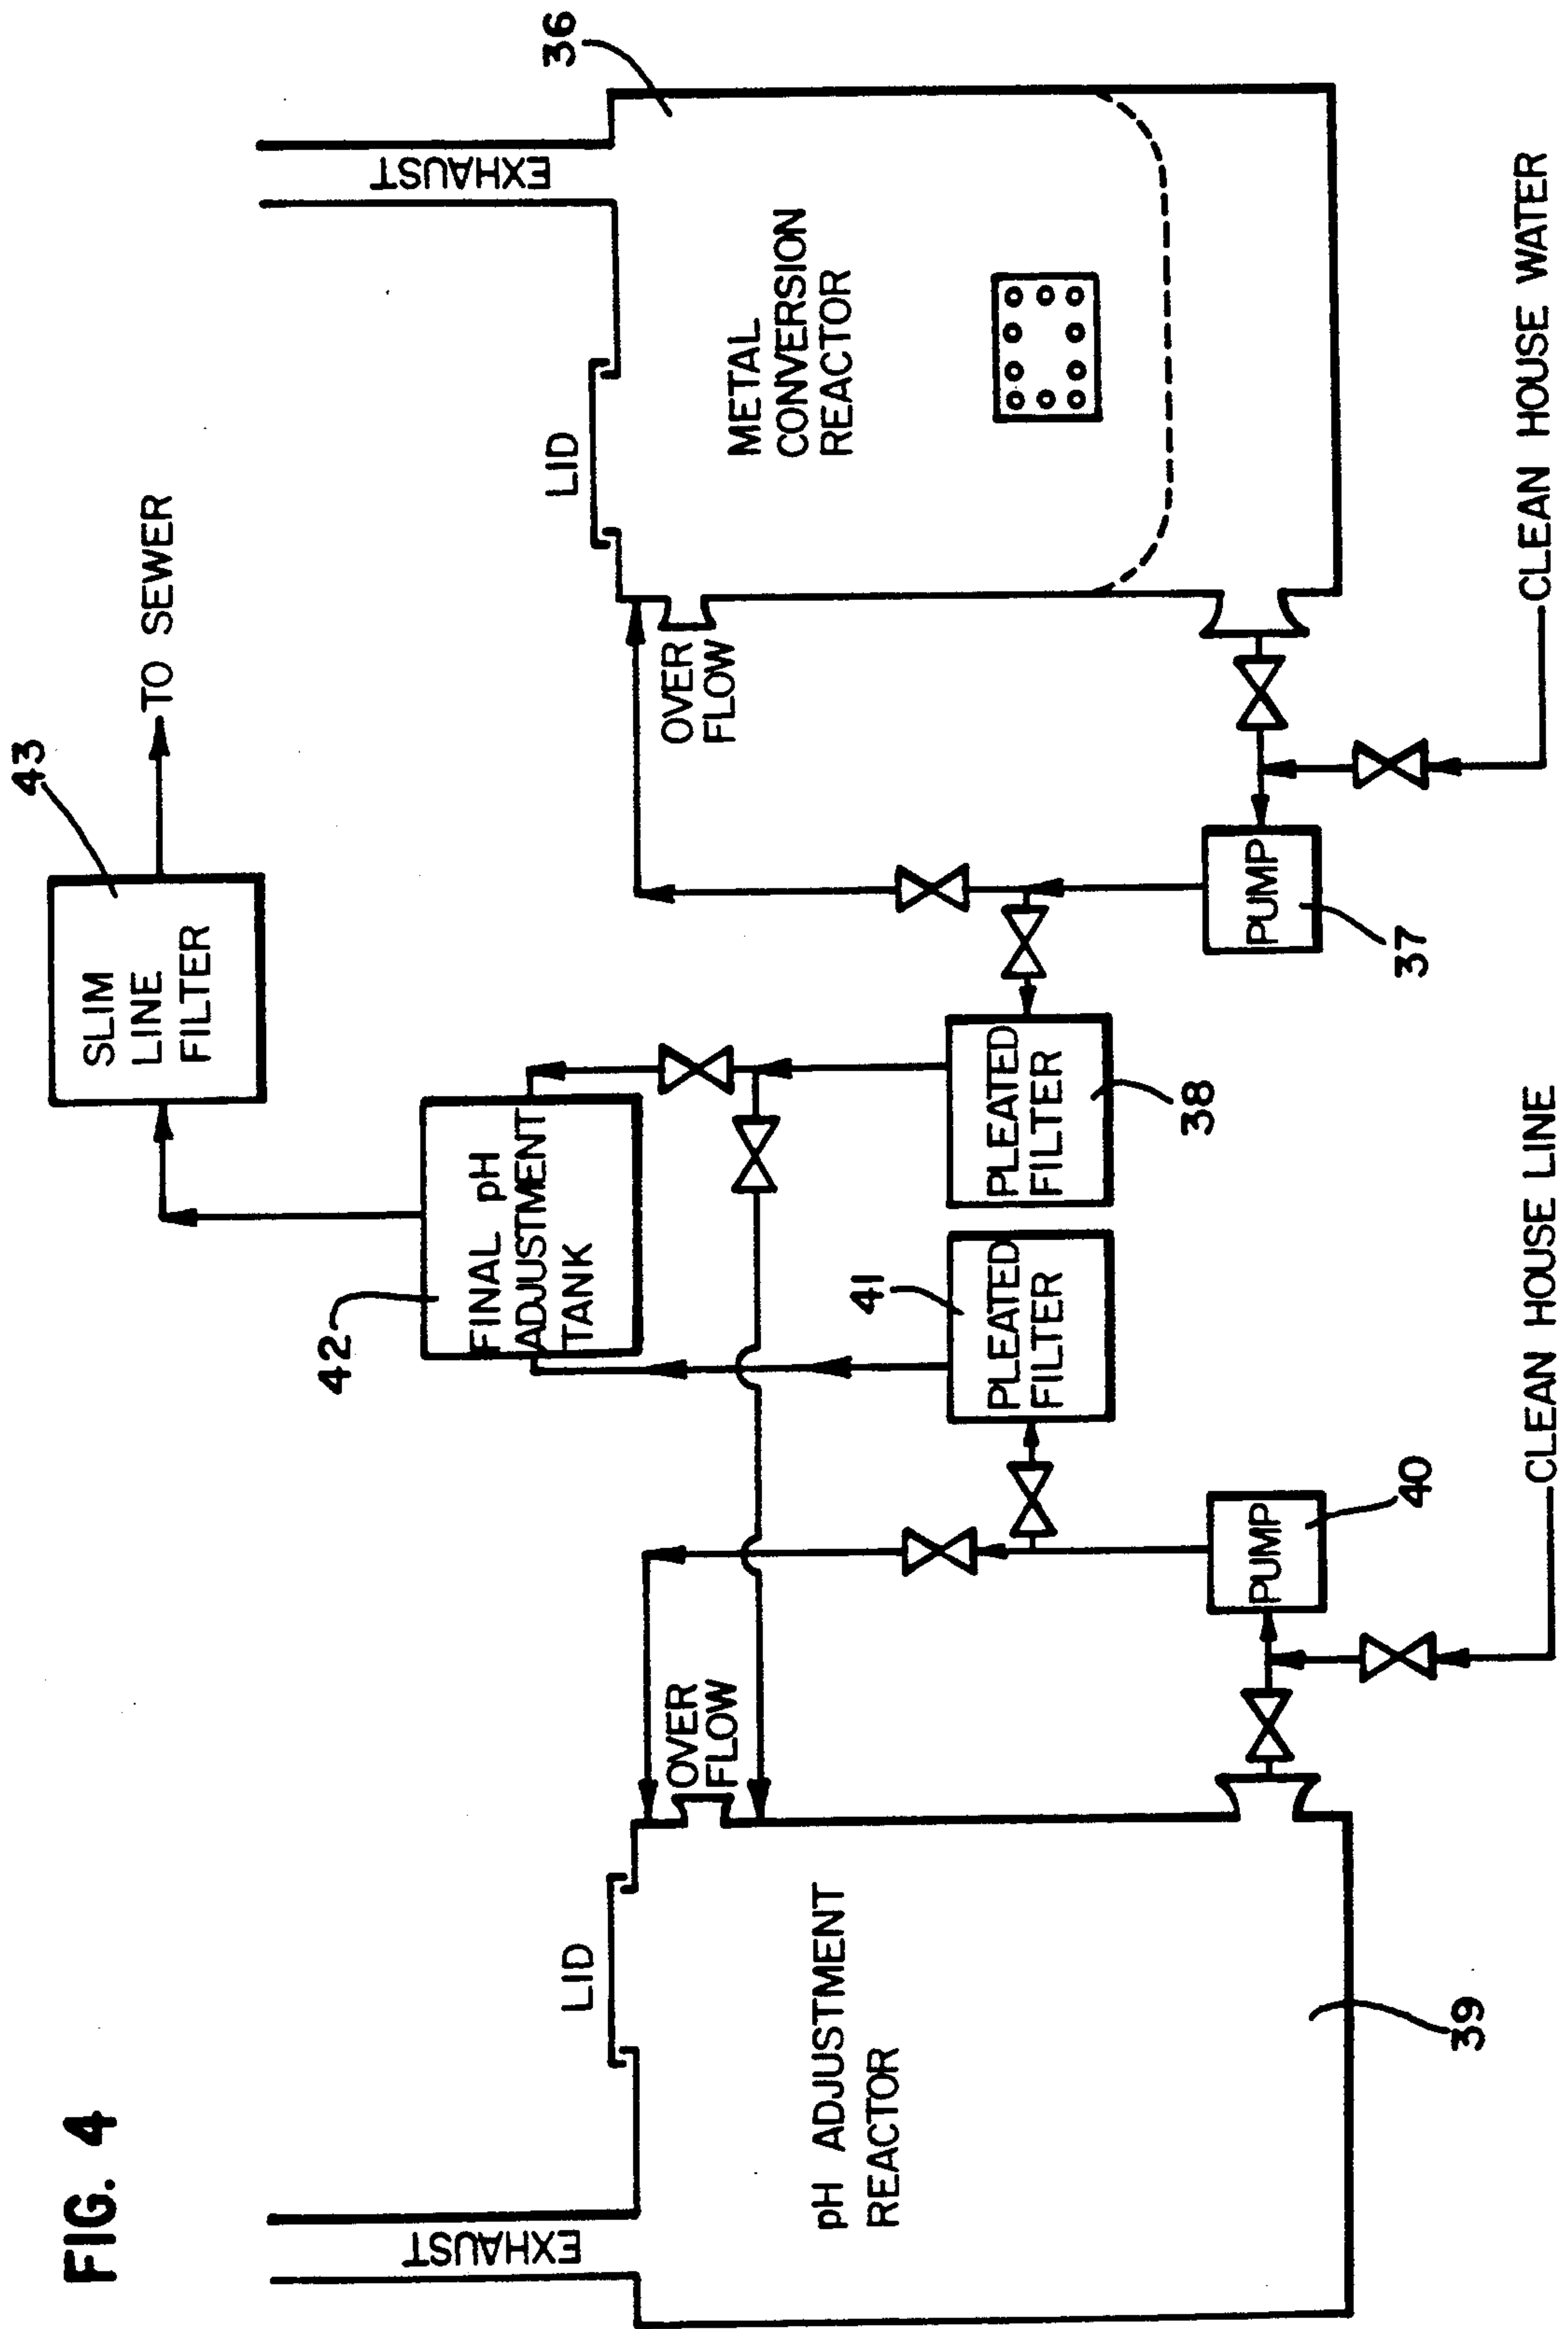 FIG. 4
EXHAUST
LID
pH ADJUSTMENT
REACTOR
39
OVER
FLOW
PUMP
40
CLEAN HOUSE LINE
PLEATED
FILTER
41
42
FINAL pH
ADJUSTMENT
TANK
PLEATED
FILTER
38
SLIM
LINE
FILTER
43
TO SEWER
PUMP
37
CLEAN HOUSE WATER
OVER
FLOW
LID
METAL
CONVERSION
REACTOR
EXHAUST
36